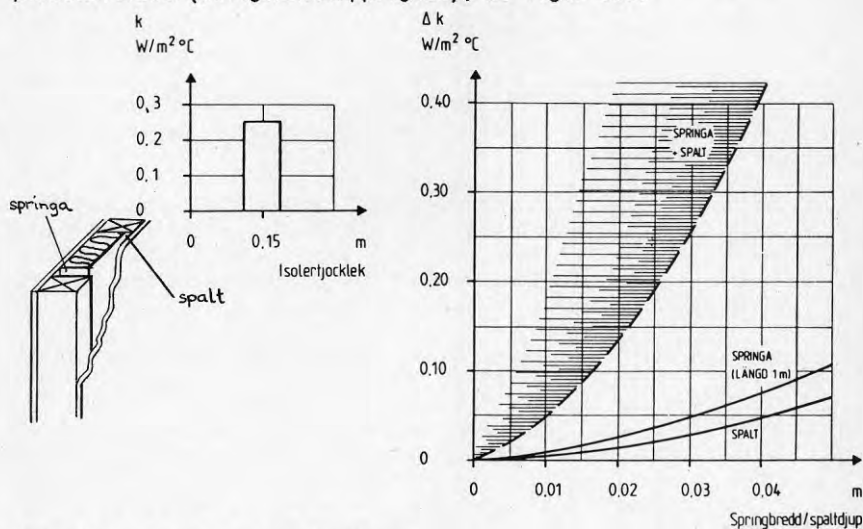 k
W/m² °C
0,3
0,2
0,1
0
0
0.15
m
Isolertjocklek
springa
spalt
Δ k
W/m² °C
0,40
0,30
0,20
0,10
0
SPRINGA
+ SPALT
SPRINGA
(LÄNGD 1m)
SPALT
0
0,01
0,02
0,03
0,04
m
Springbredd/spaltdjup